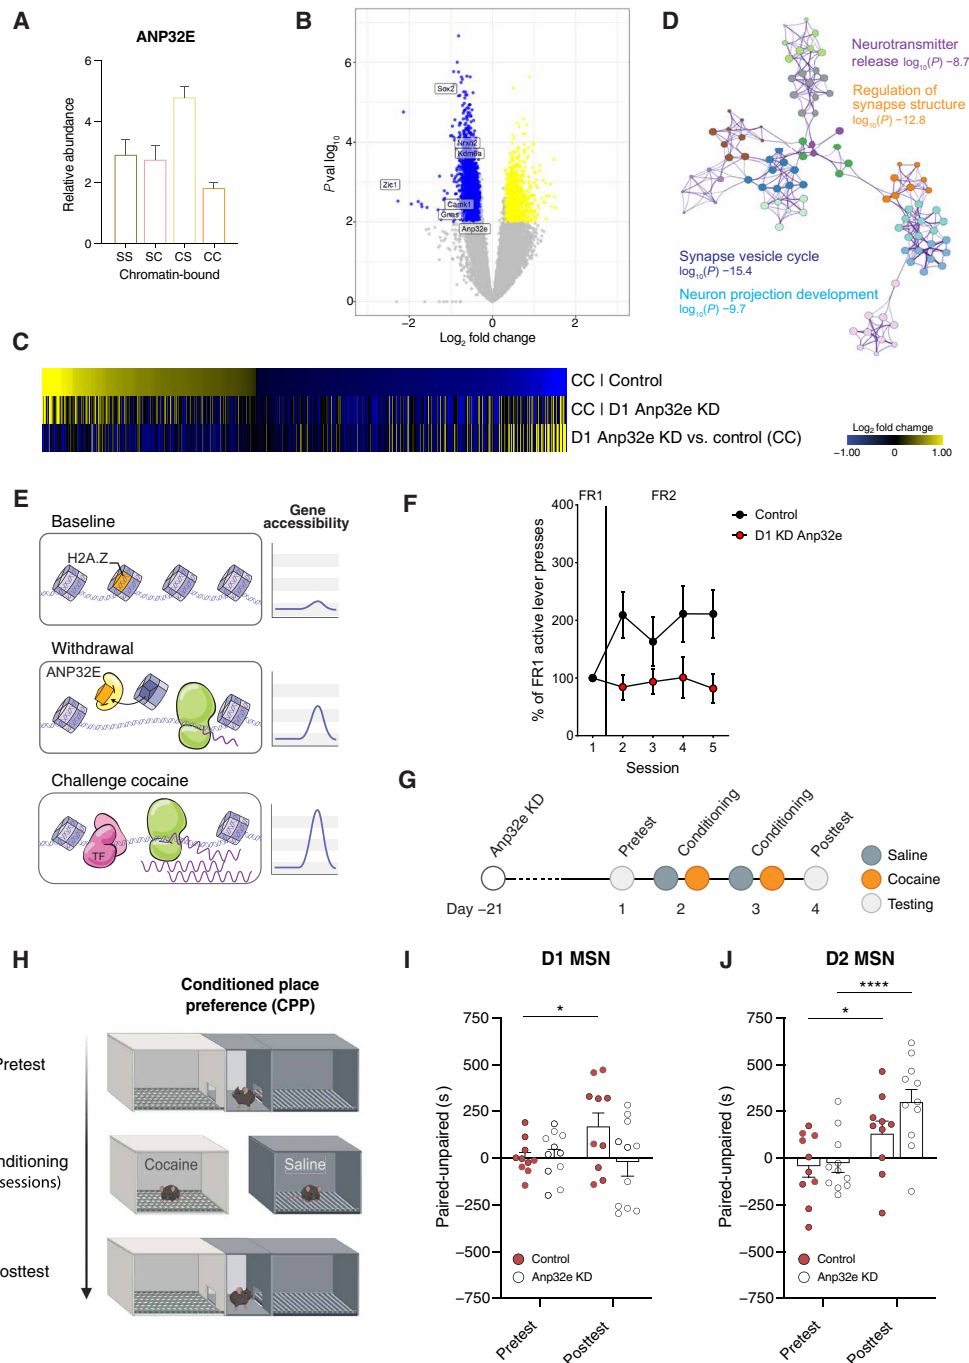 A
ANP32E
6
4
2
0
Relative abundance
SS SC CS CC
Chromatin-bound
B
P val log10
6
4
2
0
Sox2
Nrxn2
Kdm6a
Zic1
Camk1
Gnas
Anp32e
−2 0 2
Log2 fold change
D
Neurotransmitter
release log10(P) −8.7
Regulation of
synapse structure
log10(P) −12.8
Synapse vesicle cycle
log10(P) −15.4
Neuron projection development
log10(P) −9.7
C
CC | Control
CC | D1 Anp32e KD
D1 Anp32e KD vs. control (CC)
Log2 fold chamge
−1.00 0 1.00
E
Gene
accessibility
Baseline
H2A.Z
Withdrawal
ANP32E
Challenge cocaine
TF
F
FR1 FR2
400
300
200
100
0
% of FR1 active lever presses
1 2 3 4 5
Session
Control
D1 KD Anp32e
G
Anp32e KD
Pretest
Conditioning
Conditioning
Posttest
Day −21 1 2 3 4
Saline
Cocaine
Testing
H
Conditioned place
preference (CPP)
Pretest
nditioning
sessions)
Cocaine
Saline
osttest
I
D1 MSN
*
750
500
250
0
−250
−500
−750
Paired-unpaired (s)
Control
Anp32e KD
Pretest
Posttest
J
D2 MSN
****
*
750
500
250
0
−250
−500
−750
Paired-unpaired (s)
Control
Anp32e KD
Pretest
Posttest